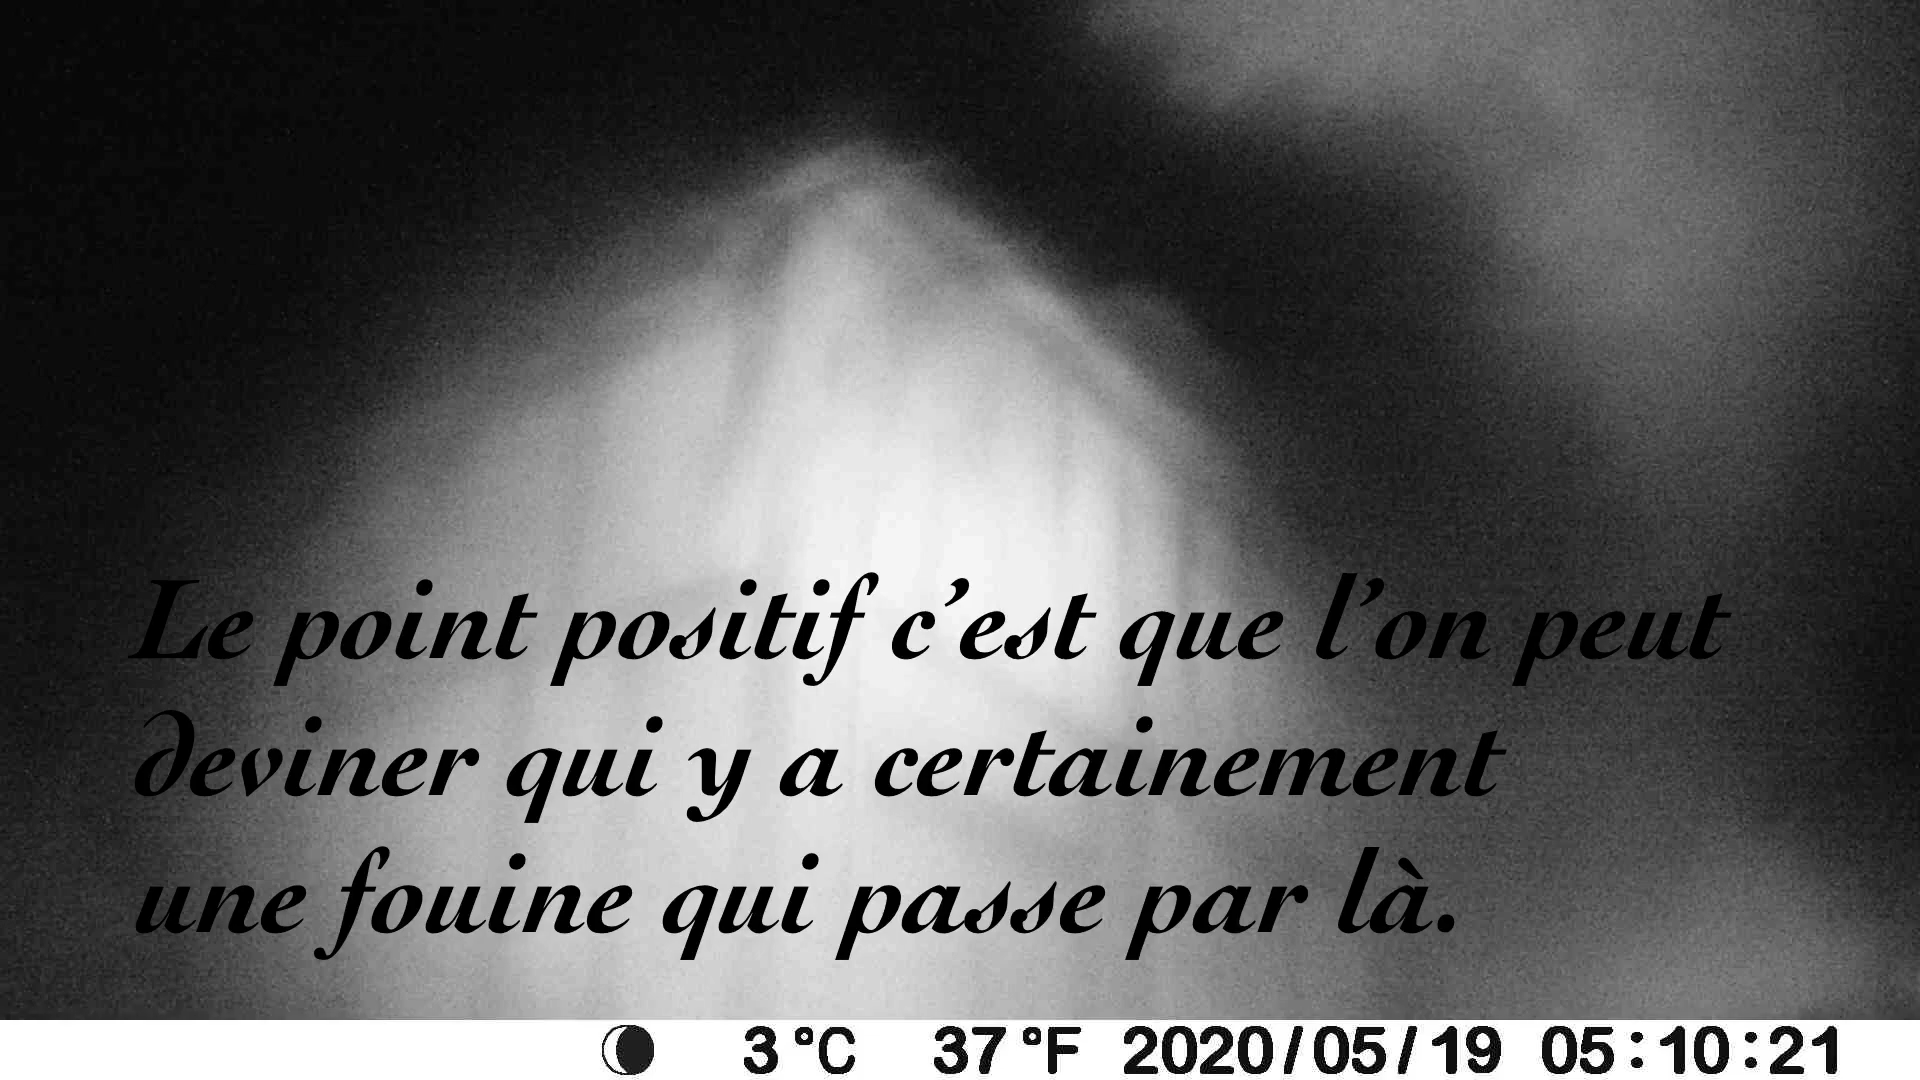 Le point positif c’est que l’on peut
deviner qui y a certainement
une fouine qui passe par là.
3°C 37°F 2020/05/19 05:10:21